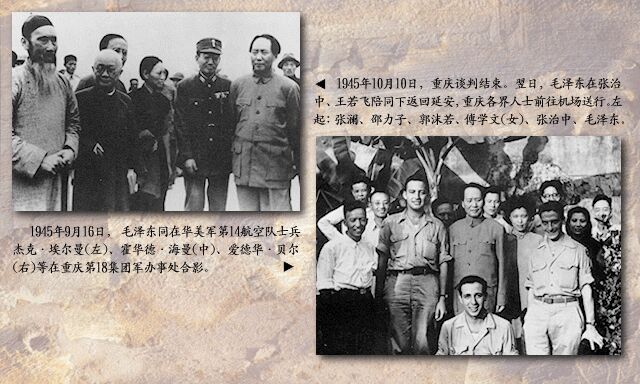 ◀ 1945年10月10日，重庆谈判结束。翌日，毛泽东在张治
中、王若飞陪同下返回延安，重庆各界人士前往机场送行。左
起：张澜、邵力子、郭沫若、傅学文(女)、张治中、毛泽东。
1945年9月16日，毛泽东同在华美军第14航空队士兵
杰克·埃尔曼(左)、霍华德·海曼(中)、爱德华·贝尔
(右)等在重庆第18集团军办事处合影。 ▶